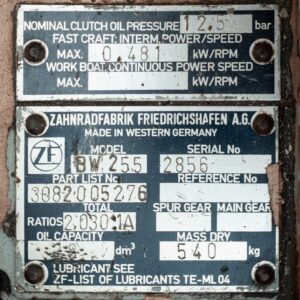 NOMINAL CLUTCH OIL PRESSURE 12.5 bar
FAST CRAFT: INTERM. POWER/SPEED
MAX. 0.481 kW/RPM
WORK BOAT CONTINUOUS POWER/SPEED
MAX. kW/RPM
ZAHNRADFABRIK FRIEDRICHSHAFEN A.G.
MADE IN WESTERN GERMANY
ZF
MODEL SERIAL No
BW 255 2856
PART LIST No REFERENCE No
3082005276
TOTAL SPUR GEAR MAIN GEAR
RATIOS 2,030:1A
OIL CAPACITY MASS DRY
dm³ 540 kg
LUBRICANT SEE
ZF-LIST OF LUBRICANTS TE-ML 04